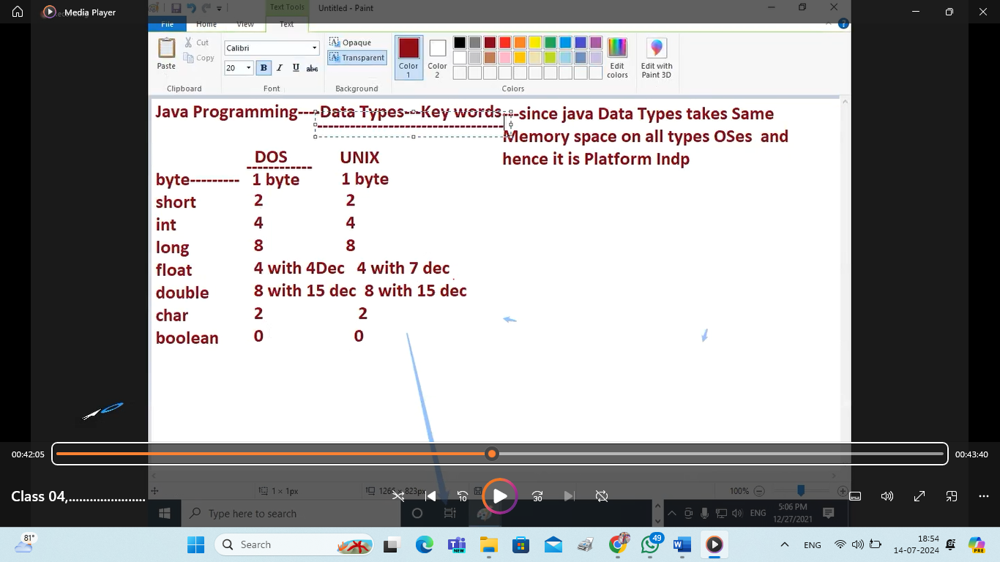 Media Player
Text Tools
Untitled - Paint
File
Home
View
Text
Paste
Cut
Copy
Clipboard
Calibri
20
B
I
U
abc
Font
Opaque
Transparent
Background
Color 1
Color 2
Colors
Edit colors
Edit with Paint 3D
Java Programming----Data Types---Key words----since java Data Types takes Same
---------------------------------
Memory space on all types OSes and
hence it is Platform Indp
DOS UNIX
------------
byte--------- 1 byte 1 byte
short 2 2
int 4 4
long 8 8
float 4 with 4Dec 4 with 7 dec
double 8 with 15 dec 8 with 15 dec
char 2 2
boolean 0 0
00:42:05
00:43:40
1 × 1px
1266 × 823px
100%
Class 04,.....................
10
30
Type here to search
ENG
5:06 PM
12/27/2021
81°
Search
NEW
49
ENG
18:54
14-07-2024
PRE